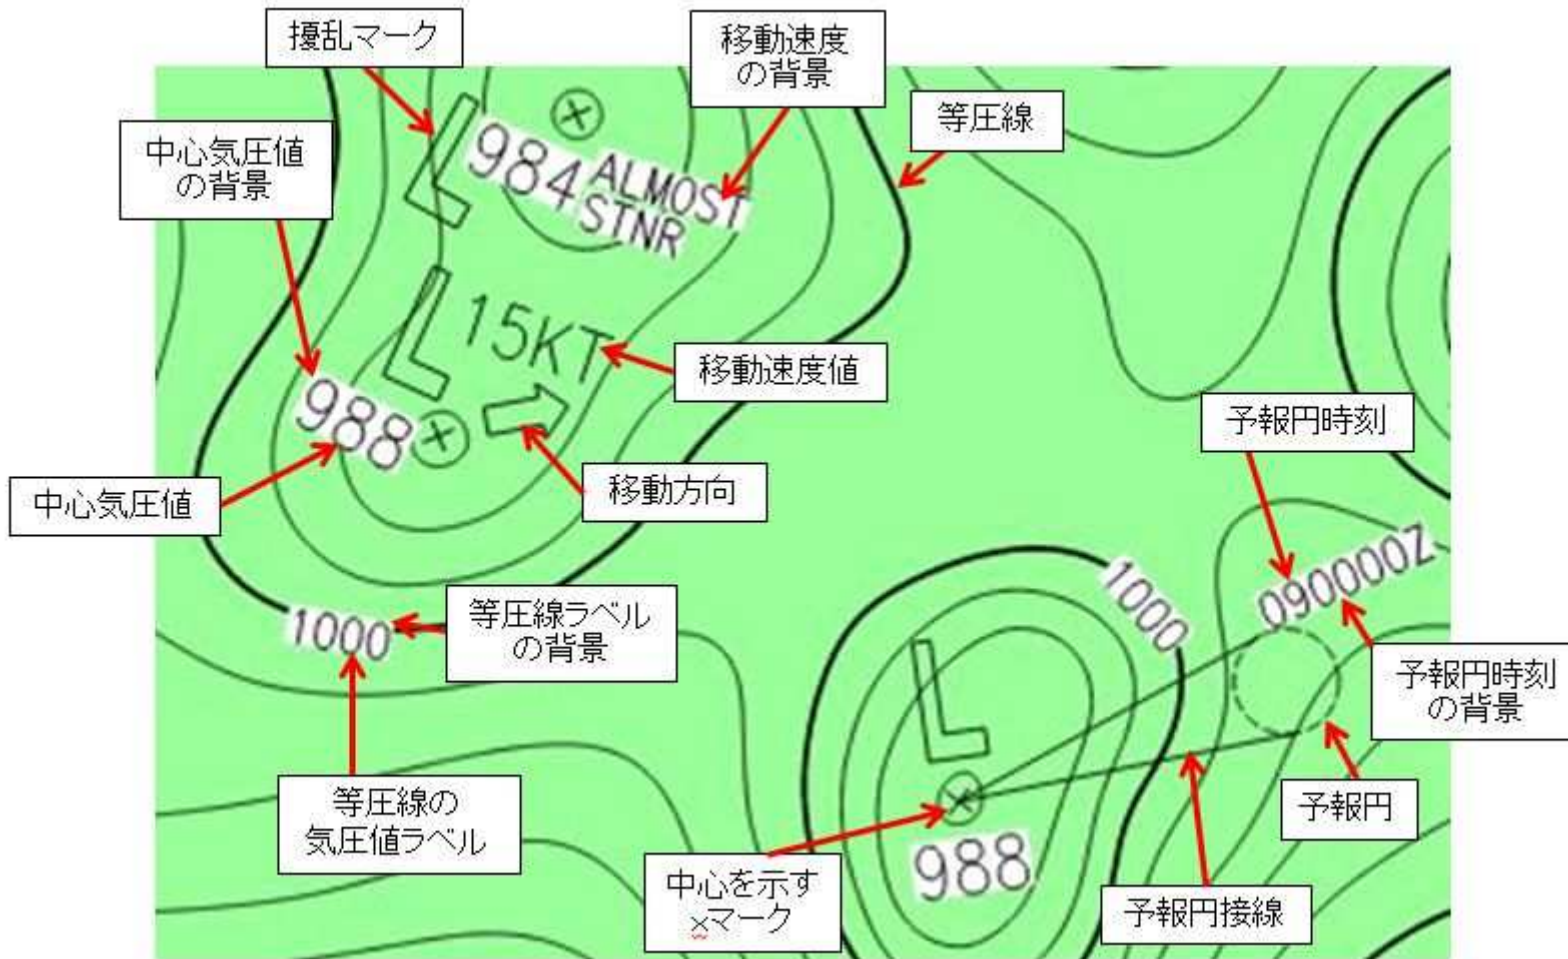 擾乱マーク
移動速度
の背景
等圧線
中心気圧値
の背景
984
ALMOST
STNR
15KT
移動速度値
988
予報円時刻
中心気圧値
移動方向
090000Z
1000
等圧線ラベル
の背景
1000
予報円時刻
の背景
等圧線の
気圧値ラベル
予報円
988
中心を示す
×マーク
予報円接線
L
L
L